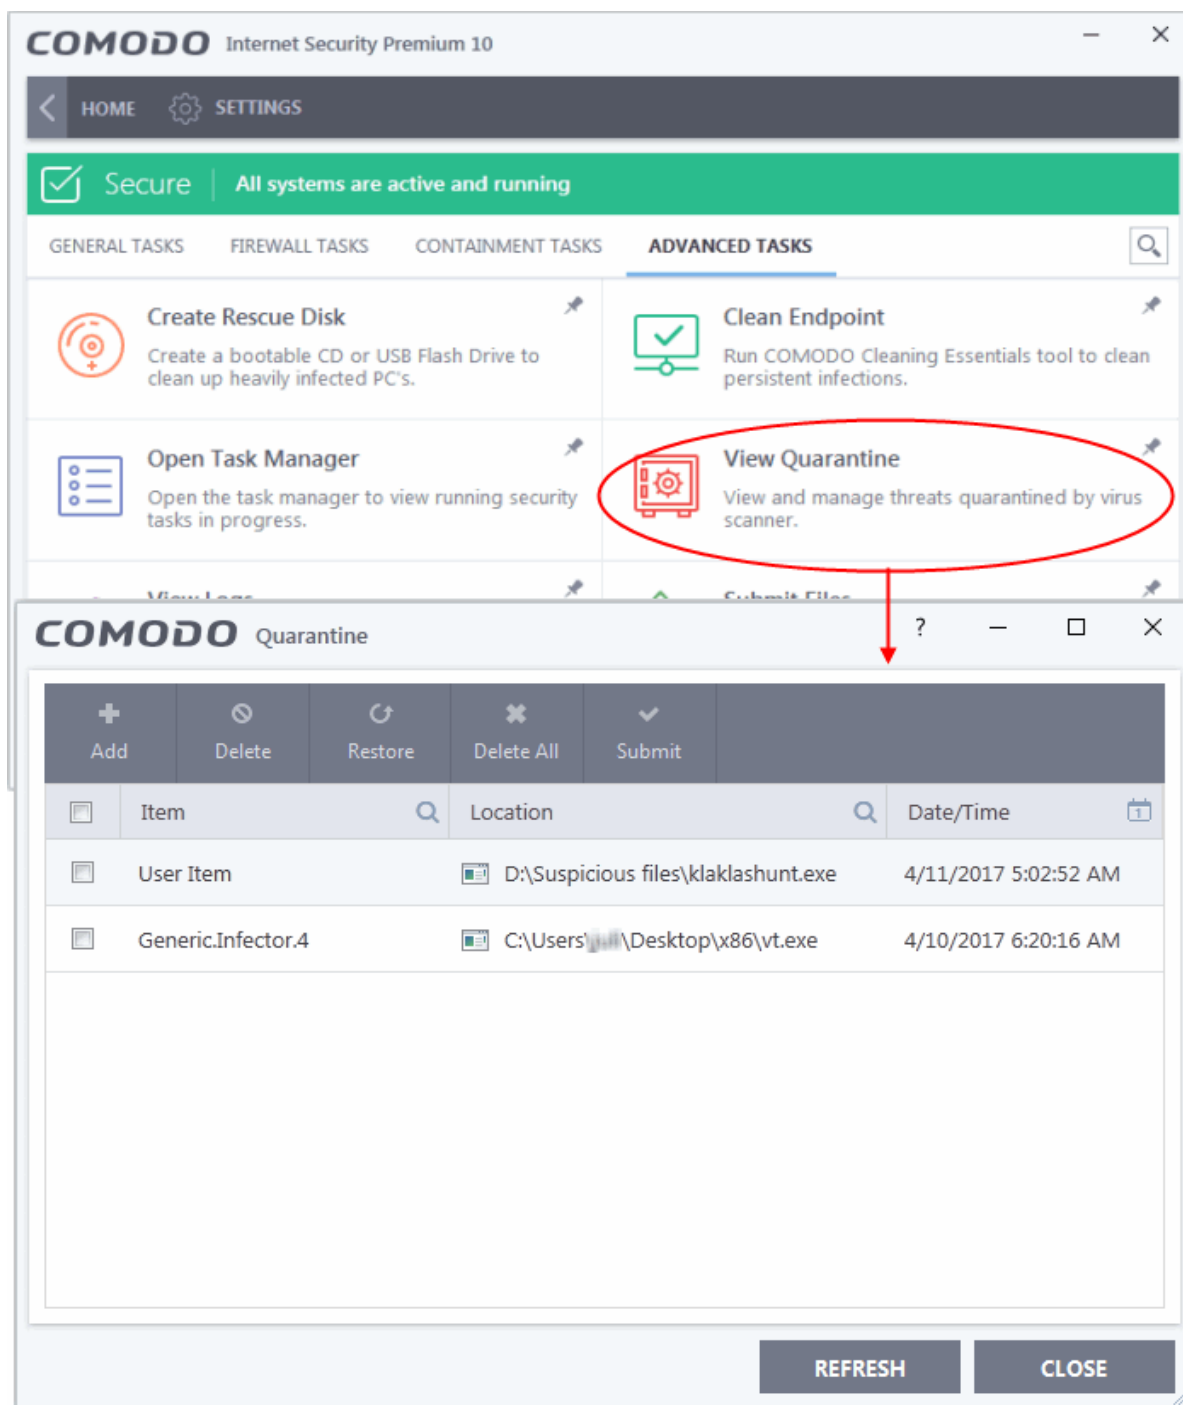 COMODO Internet Security Premium 10
HOME SETTINGS
Secure All systems are active and running
GENERAL TASKS FIREWALL TASKS CONTAINMENT TASKS ADVANCED TASKS
Create Rescue Disk
Create a bootable CD or USB Flash Drive to
clean up heavily infected PC's.
Clean Endpoint
Run COMODO Cleaning Essentials tool to clean
persistent infections.
Open Task Manager
Open the task manager to view running security
tasks in progress.
View Quarantine
View and manage threats quarantined by virus
scanner.
View Logs
Submit Files
COMODO Quarantine ?
Add Delete Restore Delete All Submit
Item Location Date/Time 1
User Item D:\Suspicious files\klaklashunt.exe 4/11/2017 5:02:52 AM
Generic.Infector.4 C:\Users\ \Desktop\x86\vt.exe 4/10/2017 6:20:16 AM
REFRESH CLOSE